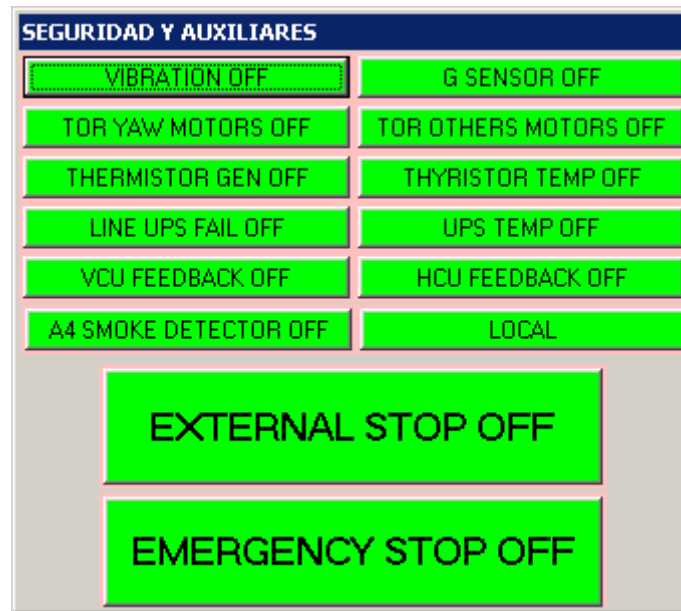 SEGURIDAD Y AUXILIARES
VIBRATION OFF
G SENSOR OFF
TOR YAW MOTORS OFF
TOR OTHERS MOTORS OFF
THERMISTOR GEN OFF
THYRISTOR TEMP OFF
LINE UPS FAIL OFF
UPS TEMP OFF
VCU FEEDBACK OFF
HCU FEEDBACK OFF
A4 SMOKE DETECTOR OFF
LOCAL
EXTERNAL STOP OFF
EMERGENCY STOP OFF